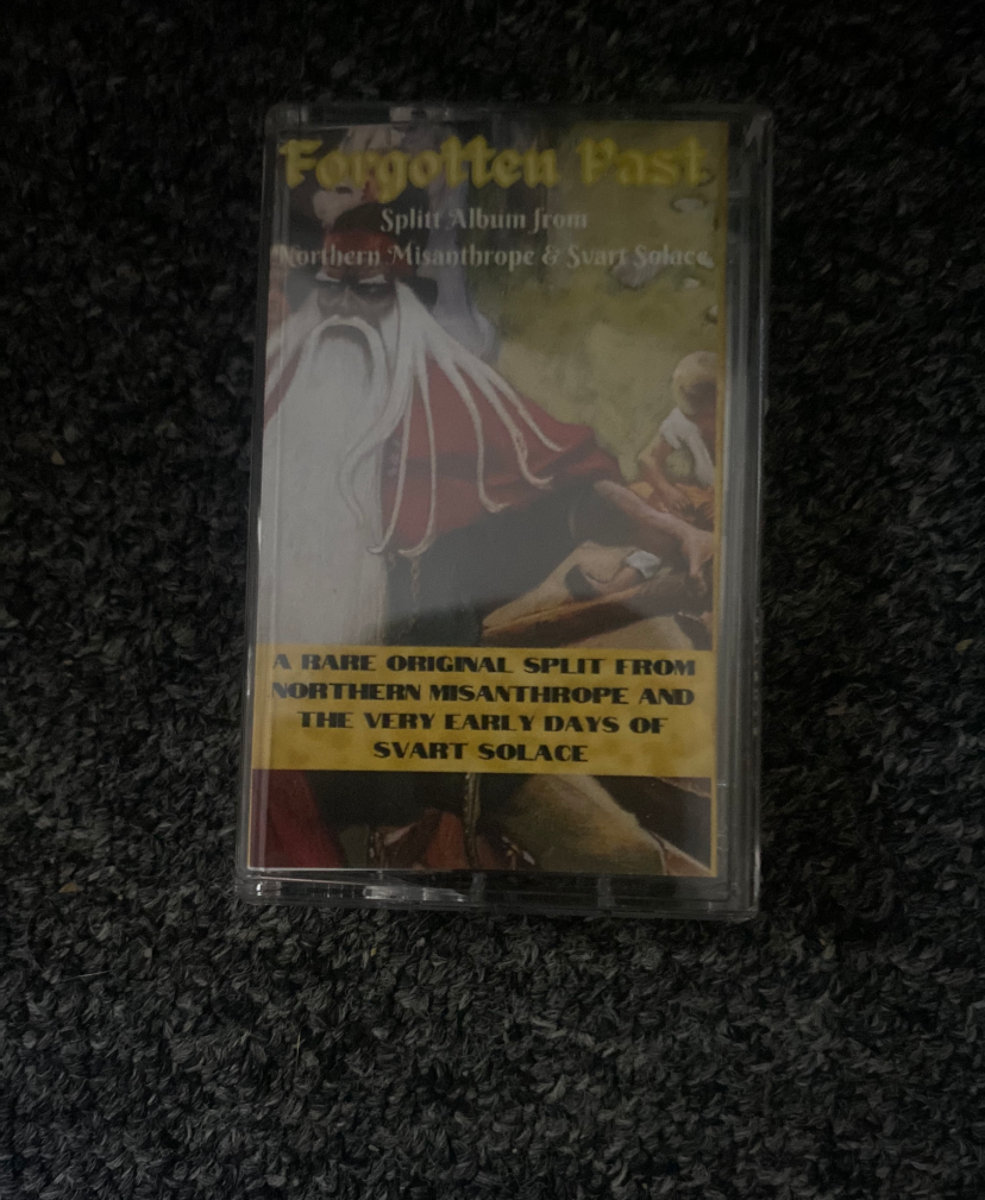 Forgotten Past
Splitt Album from
Northern Misanthrope & Svart Solace
A RARE ORIGINAL SPLIT FROM
NORTHERN MISANTHROPE AND
THE VERY EARLY DAYS OF
SVART SOLACE